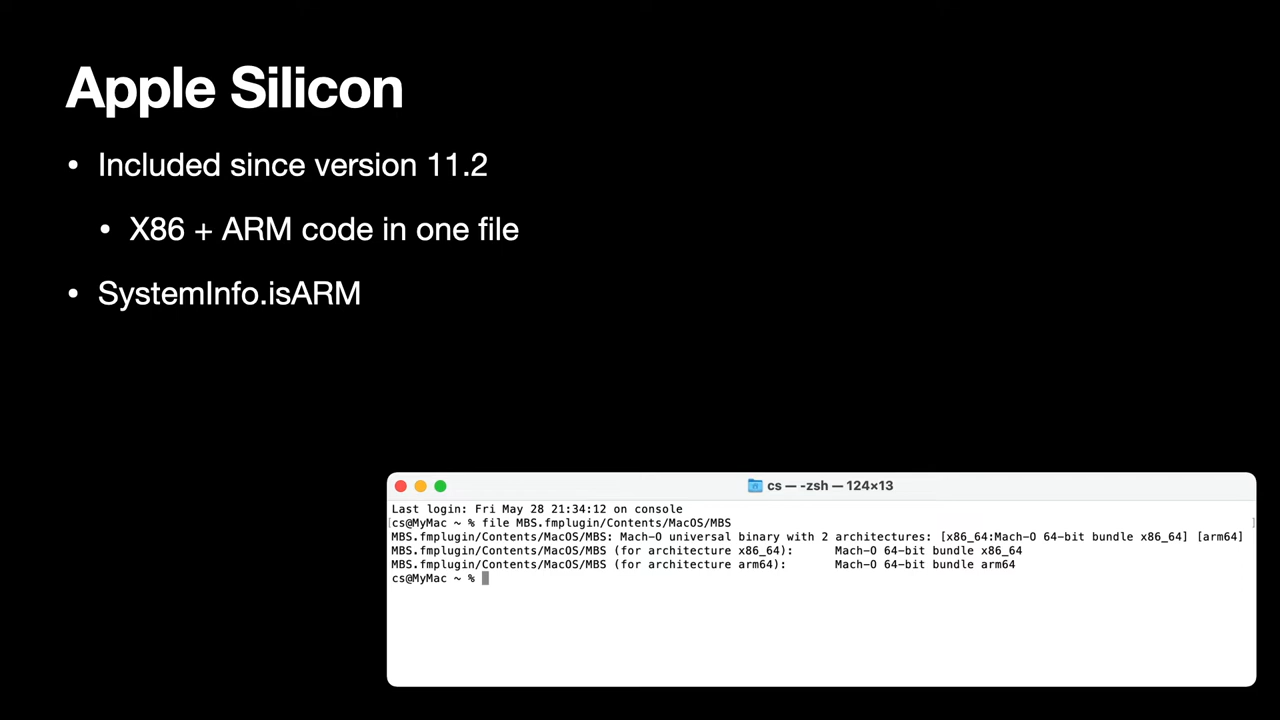 Apple Silicon
• Included since version 11.2
• X86 + ARM code in one file
• SystemInfo.isARM
cs — -zsh — 124×13
Last login: Fri May 28 21:34:12 on console
[cs@MyMac ~ % file MBS.fmplugin/Contents/MacOS/MBS ]
MBS.fmplugin/Contents/MacOS/MBS: Mach-O universal binary with 2 architectures: [x86_64:Mach-O 64-bit bundle x86_64] [arm64]
MBS.fmplugin/Contents/MacOS/MBS (for architecture x86_64): Mach-O 64-bit bundle x86_64
MBS.fmplugin/Contents/MacOS/MBS (for architecture arm64): Mach-O 64-bit bundle arm64
cs@MyMac ~ %